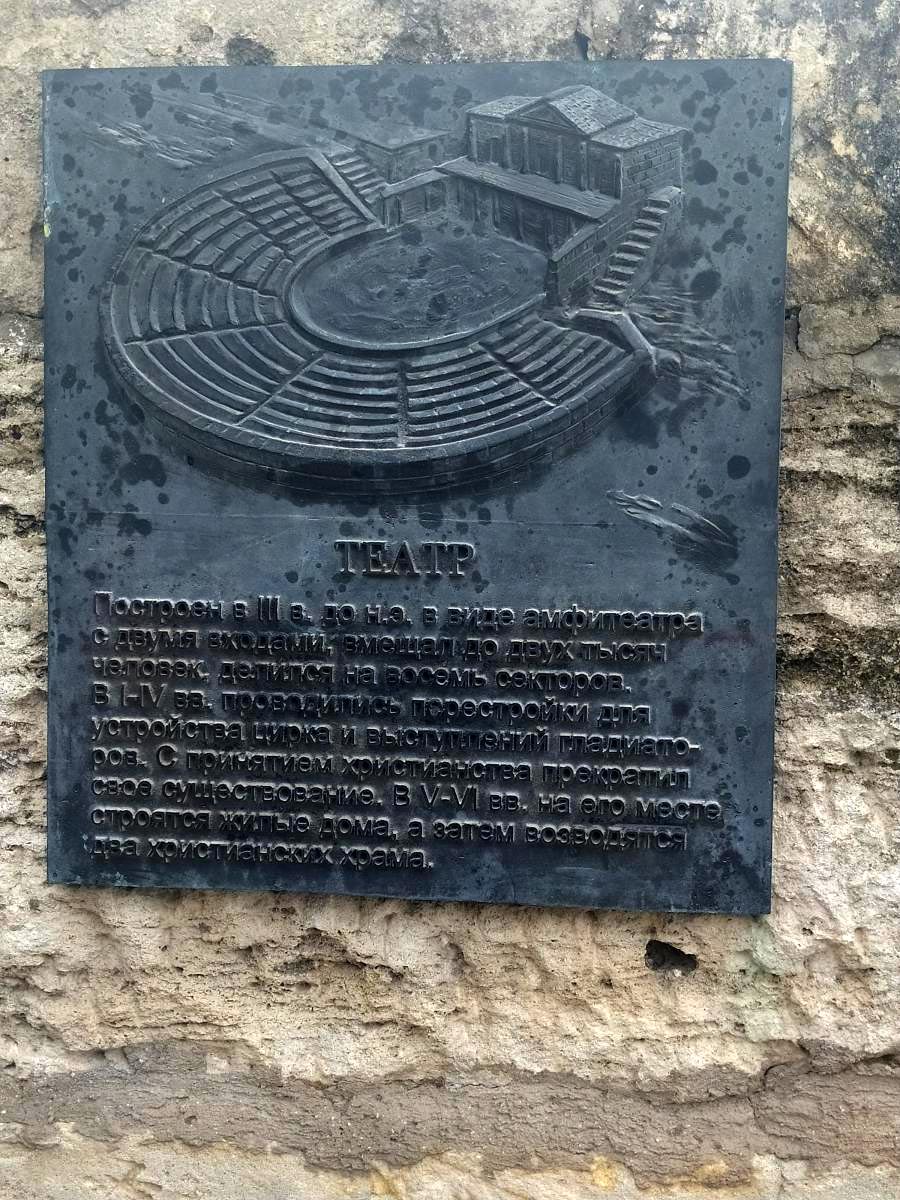 ТЕАТР
Построен в III в. до н.э. в виде амфитеатра
с двумя входами, вмещал до двух тысяч
человек, делился на восемь секторов.
В I-IV вв. проводились перестройки для
устройства цирка и выступлений гладиато-
ров. С принятием христианства прекратил
свое существование. В V-VI вв. на его месте
строятся жилые дома, а затем возводятся
два христианских храма.